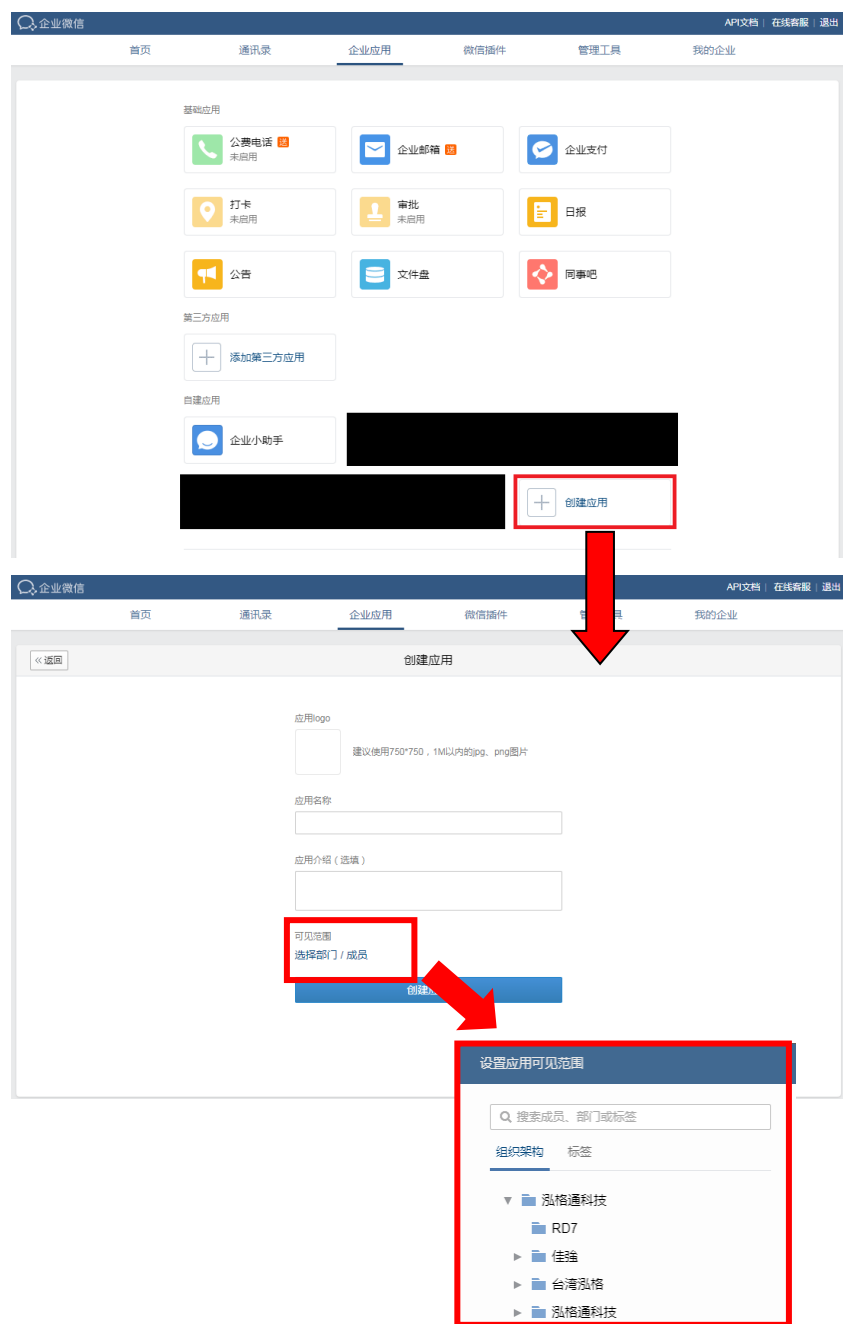 企业微信
API文档 | 在线客服 | 退出
首页 通讯录 企业应用 微信插件 管理工具 我的企业
基础应用
公费电话 送
未启用
企业邮箱 送
企业支付
打卡
未启用
审批
未启用
日报
公告
文件盘
同事吧
第三方应用
添加第三方应用
自建应用
企业小助手
创建应用
企业微信
API文档 | 在线客服 | 退出
首页 通讯录 企业应用 微信插件 我的企业
《返回
创建应用
应用logo
建议使用750*750，1M以内的jpg、png图片
应用名称
应用介绍（选填）
可见范围
选择部门 / 成员
创建
设置应用可见范围
搜索成员、部门或标签
组织架构 标签
泓格通科技
RD7
佳強
台湾泓格
泓格通科技